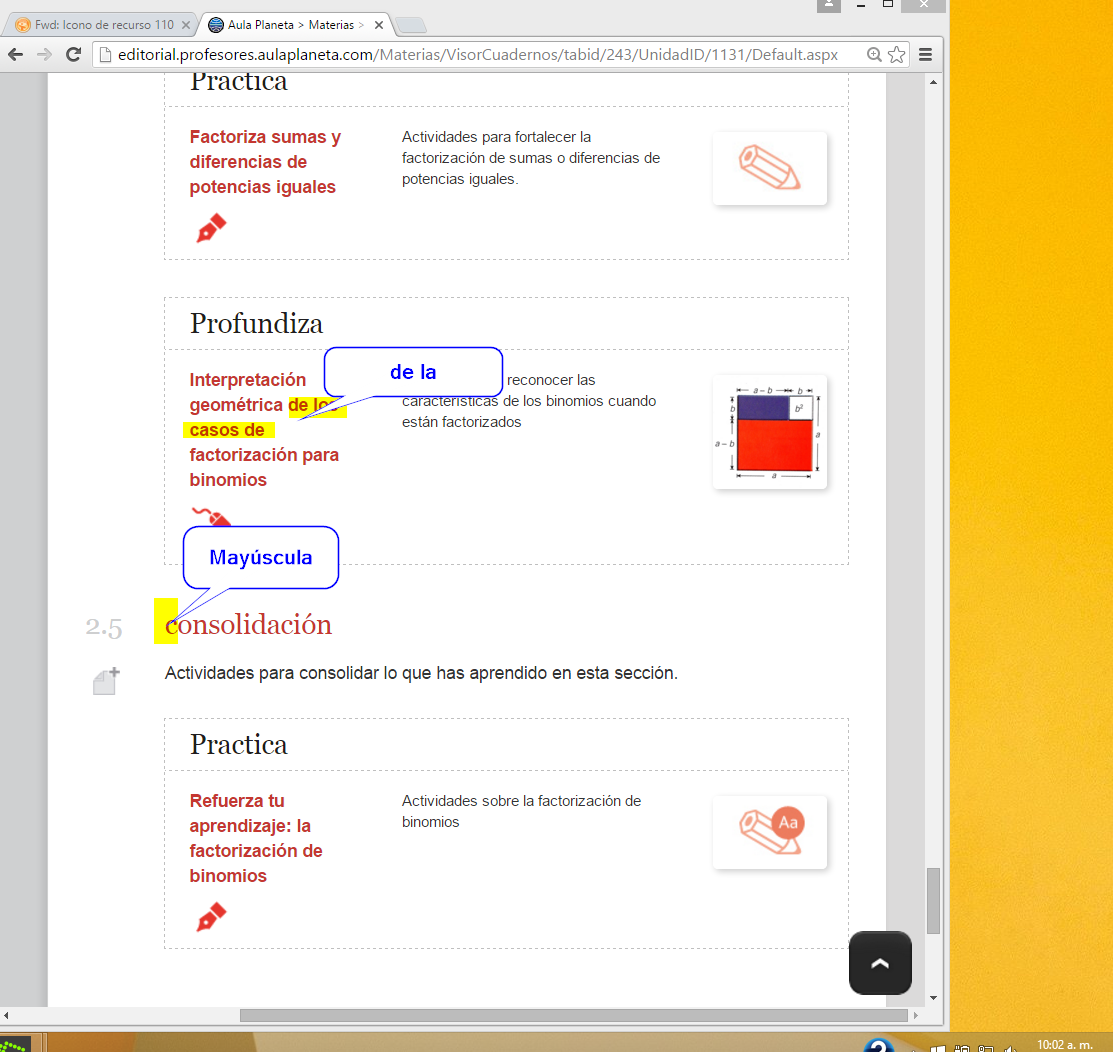 Fwd: Icono de recurso 110
Aula Planeta > Materias >
editorial.profesores.aulaplaneta.com/Materias/VisorCuadernos/tabid/243/UnidadID/1131/Default.aspx
Practica
Factoriza sumas y
diferencias de
potencias iguales
Actividades para fortalecer la
factorización de sumas o diferencias de
potencias iguales.
Profundiza
de la
Interpretación
geométrica de los
casos de
factorización para
binomios
reconocer las
características de los binomios cuando
están factorizados
a – b
b
b
b²
a – b
a
a
Mayúscula
2.5
consolidación
Actividades para consolidar lo que has aprendido en esta sección.
Practica
Refuerza tu
aprendizaje: la
factorización de
binomios
Actividades sobre la factorización de
binomios
Aa
10:02 a. m.